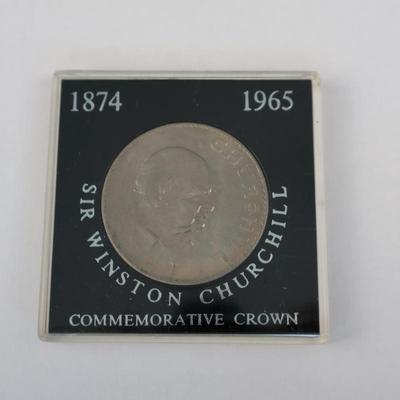 1874 1965
CHURCHILL
SIR WINSTON CHURCHILL
COMMEMORATIVE CROWN